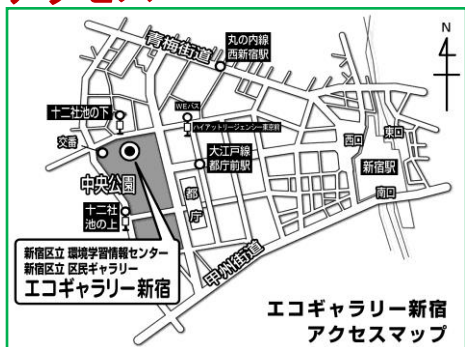 アクセス
青梅街道
丸の内線
西新宿駅
N
十二社池の下
WEバス
ハイアットリージェンシー東京前
交番
大江戸線
都庁前駅
西口
東口
新宿駅
南口
中央公園
都庁
十二社
池の上
甲州街道
新宿区立 環境学習情報センター
新宿区立 区民ギャラリー
エコギャラリー新宿
エコギャラリー新宿
アクセスマップ